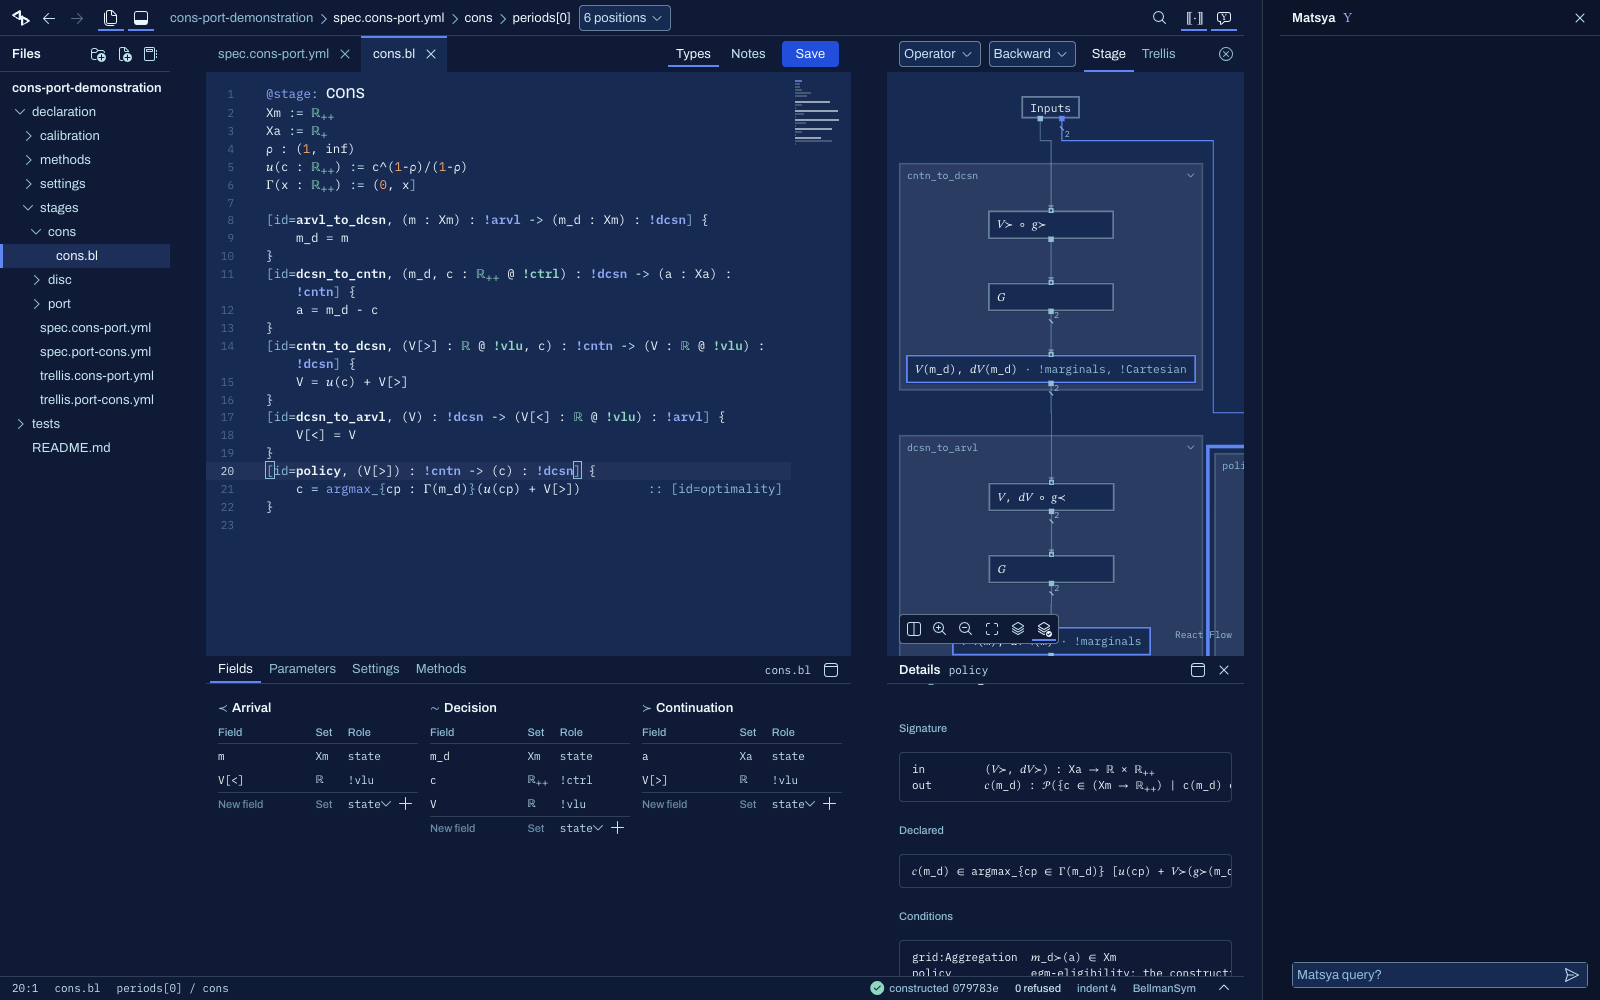 cons-port-demonstration > spec.cons-port.yml > cons > periods[0] 6 positions
Matsya Y
Files
spec.cons-port.yml
cons.bl
Types
Notes
Save
Operator
Backward
Stage
Trellis
cons-port-demonstration
declaration
calibration
methods
settings
stages
cons
cons.bl
disc
port
spec.cons-port.yml
spec.port-cons.yml
trellis.cons-port.yml
trellis.port-cons.yml
tests
README.md
1 @stage: cons
2 Xm := ℝ₊₊
3 Xa := ℝ₊
4 ρ : (1, inf)
5 u(c : ℝ₊₊) := c^(1-ρ)/(1-ρ)
6 Γ(x : ℝ₊₊) := (0, x]
7
8 [id=arvl_to_dcsn, (m : Xm) : !arvl -> (m_d : Xm) : !dcsn] {
9 m_d = m
10 }
11 [id=dcsn_to_cntn, (m_d, c : ℝ₊₊ @ !ctrl) : !dcsn -> (a : Xa) :
!cntn] {
12 a = m_d - c
13 }
14 [id=cntn_to_dcsn, (V[>] : ℝ @ !vlu, c) : !cntn -> (V : ℝ @ !vlu) :
!dcsn] {
15 V = u(c) + V[>]
16 }
17 [id=dcsn_to_arvl, (V) : !dcsn -> (V[<] : ℝ @ !vlu) : !arvl] {
18 V[<] = V
19 }
20 [id=policy, (V[>]) : !cntn -> (c) : !dcsn] {
21 c = argmax_{cp : Γ(m_d)}(u(cp) + V[>]) :: [id=optimality]
22 }
23
Inputs
2
cntn_to_dcsn
V≻ ∘ g≻
G
2
V(m_d), dV(m_d) · !marginals, !Cartesian
2
dcsn_to_arvl
poli
V, dV ∘ g≺
2
G
2
· !marginals
React Flow
Fields
Parameters
Settings
Methods
cons.bl
≺ Arrival
Field Set Role
m Xm state
V[<] ℝ !vlu
New field Set state
~ Decision
Field Set Role
m_d Xm state
c ℝ₊₊ !ctrl
V ℝ !vlu
New field Set state
≻ Continuation
Field Set Role
a Xa state
V[>] ℝ !vlu
New field Set state
Details policy
Signature
in (V≻, dV≻) : Xa → ℝ × ℝ₊₊
out c(m_d) : 𝒫({c ∈ (Xm → ℝ₊₊) | c(m_d)
Declared
c(m_d) ∈ argmax_{cp ∈ Γ(m_d)} [u(cp) + V≻(g≻(m_d
Conditions
grid:Aggregation m_d≻(a) ∈ Xm
policy egm-eligibility: the constructi
Matsya query?
20:1 cons.bl periods[0] / cons
constructed 079783e 0 refused indent 4 BellmanSym